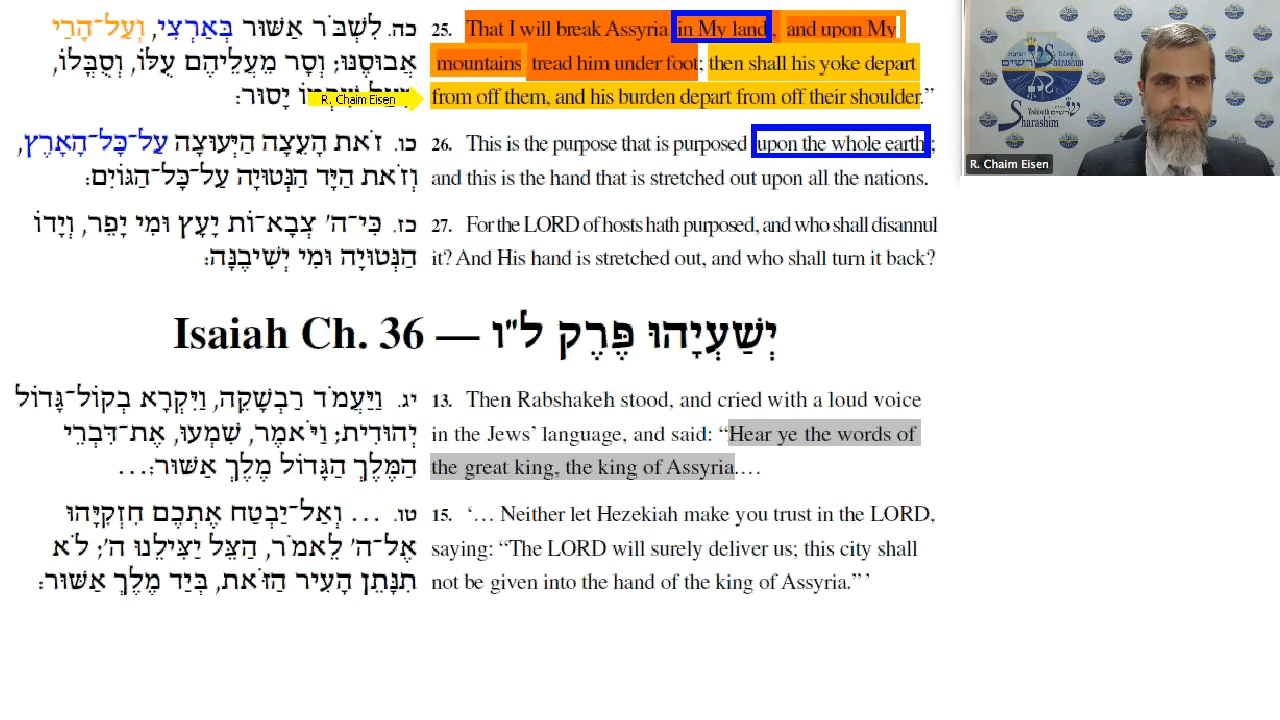 כה. לִשְׁבֹּר אַשּׁוּר בְּאַרְצִי, וְעַל־הָרַי
אֲבוּסֶנּוּ; וְסָר מֵעֲלֵיהֶם עֻלּוֹ, וְסֻבֳּלוֹ,
יָסוּר:
R. Chaim Eisen
25. That I will break Assyria in My land, and upon My
mountains tread him under foot; then shall his yoke depart
from off them, and his burden depart from off their shoulder.”
כו. זֹאת הָעֵצָה הַיְּעוּצָה עַל־כָּל־הָאָרֶץ,
וְזֹאת הַיָּד הַנְּטוּיָה עַל־כָּל־הַגּוֹיִם:
26. This is the purpose that is purposed upon the whole earth;
and this is the hand that is stretched out upon all the nations.
כז. כִּי־ה' צְבָא־וֹת יָעָץ וּמִי יָפֵר, וְיָדוֹ
הַנְּטוּיָה וּמִי יְשִׁיבֶנָּה:
27. For the LORD of hosts hath purposed, and who shall disannul
it? And His hand is stretched out, and who shall turn it back?
Isaiah Ch. 36 — יְשַׁעְיָהוּ פֶּרֶק ל"ו
יג. וַיַּעֲמֹד רַבְשָׁקֵה, וַיִּקְרָא בְקוֹל־גָּדוֹל
יְהוּדִית; וַיֹּאמֶר, שִׁמְעוּ, אֶת־דִּבְרֵי
הַמֶּלֶךְ הַגָּדוֹל מֶלֶךְ אַשּׁוּר:...
13. Then Rabshakeh stood, and cried with a loud voice
in the Jews’ language, and said: “Hear ye the words of
the great king, the king of Assyria....
טו. ... וְאַל־יַבְטַח אֶתְכֶם חִזְקִיָּהוּ
אֶל־ה' לֵאמֹר, הַצֵּל יַצִּילֵנוּ ה'; לֹא
תִנָּתֵן הָעִיר הַזֹּאת, בְּיַד מֶלֶךְ אַשּׁוּר:
15. ‘... Neither let Hezekiah make you trust in the LORD,
saying: “The LORD will surely deliver us; this city shall
not be given into the hand of the king of Assyria.”’
Yeshivath
Sharashim
Yeshivath
Sharashim
R. Chaim Eisen